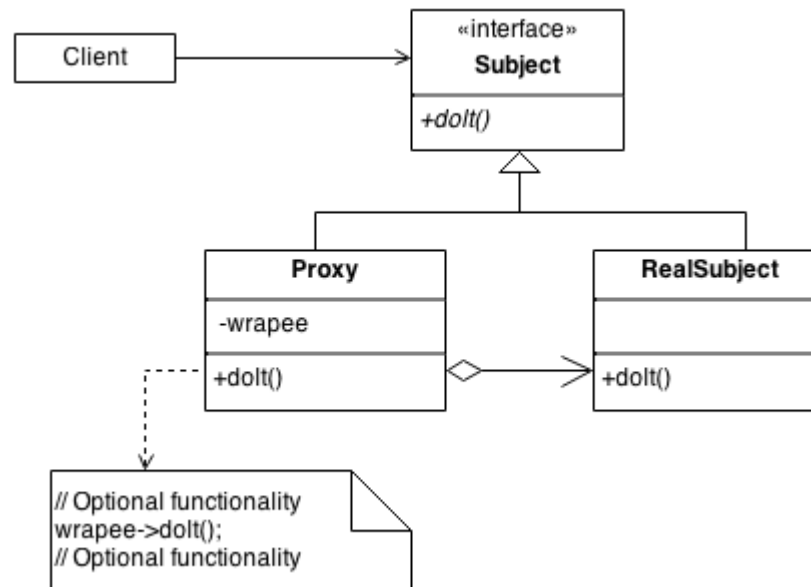 Client
«interface»
Subject
+doIt()
Proxy
-wrapee
+doIt()
RealSubject
+doIt()
// Optional functionality
wrapee->doIt();
// Optional functionality